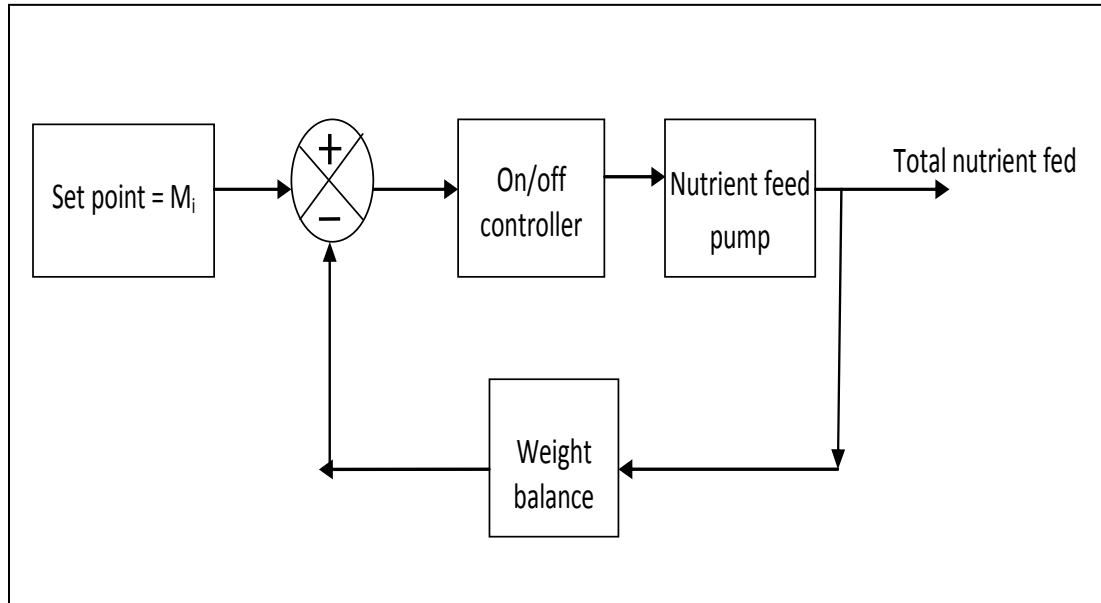 Set point = Mᵢ
+
−
On/off
controller
Nutrient feed
pump
Total nutrient fed
Weight
balance